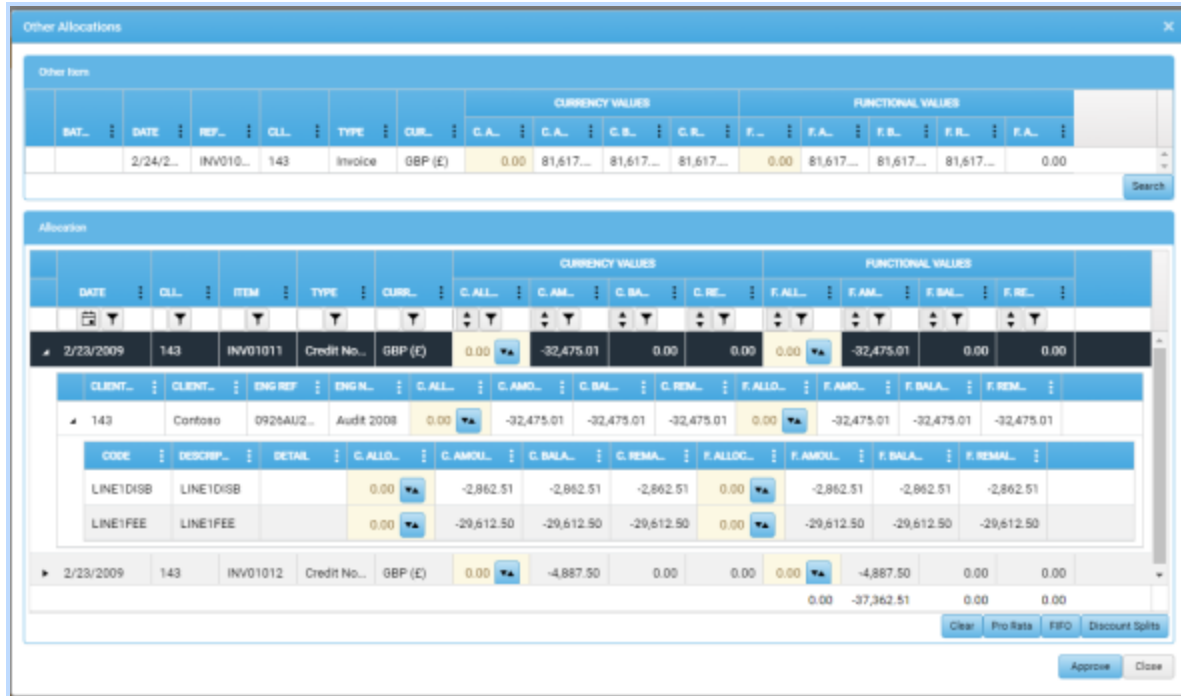 Other Allocations ×
Other Item
CURRENCY VALUES FUNCTIONAL VALUES
BAT... DATE REF... CLI... TYPE CUR... C. A... C. A... C. B... C. R... F. ... F. A... F. B... F. R... F. A...
2/24/2... INV010... 143 Invoice GBP (£) 0.00 81,617.... 81,617.... 81,617.... 0.00 81,617.... 81,617.... 81,617.... 0.00
Search
Allocation
CURRENCY VALUES FUNCTIONAL VALUES
DATE CLI... ITEM TYPE CURR... C. ALL... C. AM... C. BA... C. RE... F. ALL... F. AM... F. BAL... F. RE...
2/23/2009 143 INV01011 Credit No... GBP (£) 0.00 -32,475.01 0.00 0.00 0.00 -32,475.01 0.00 0.00
CLIENT... CLIENT... ENG REF ENG N... C. ALL... C. AMO... C. BAL... C. REM... F. ALLO... F. AMO... F. BALA... F. REM...
143 Contoso 0926AU2... Audit 2008 0.00 -32,475.01 -32,475.01 -32,475.01 0.00 -32,475.01 -32,475.01 -32,475.01
CODE DESCRIP... DETAIL C. ALLO... C. AMOU... C. BALA... C. REMA... F. ALLOC... F. AMOU... F. BALA... F. REMAI...
LINE1DISB LINE1DISB 0.00 -2,862.51 -2,862.51 -2,862.51 0.00 -2,862.51 -2,862.51 -2,862.51
LINE1FEE LINE1FEE 0.00 -29,612.50 -29,612.50 -29,612.50 0.00 -29,612.50 -29,612.50 -29,612.50
2/23/2009 143 INV01012 Credit No... GBP (£) 0.00 -4,887.50 0.00 0.00 0.00 -4,887.50 0.00 0.00
0.00 -37,362.51 0.00 0.00
Clear Pro Rata FIFO Discount Splits
Approve Close